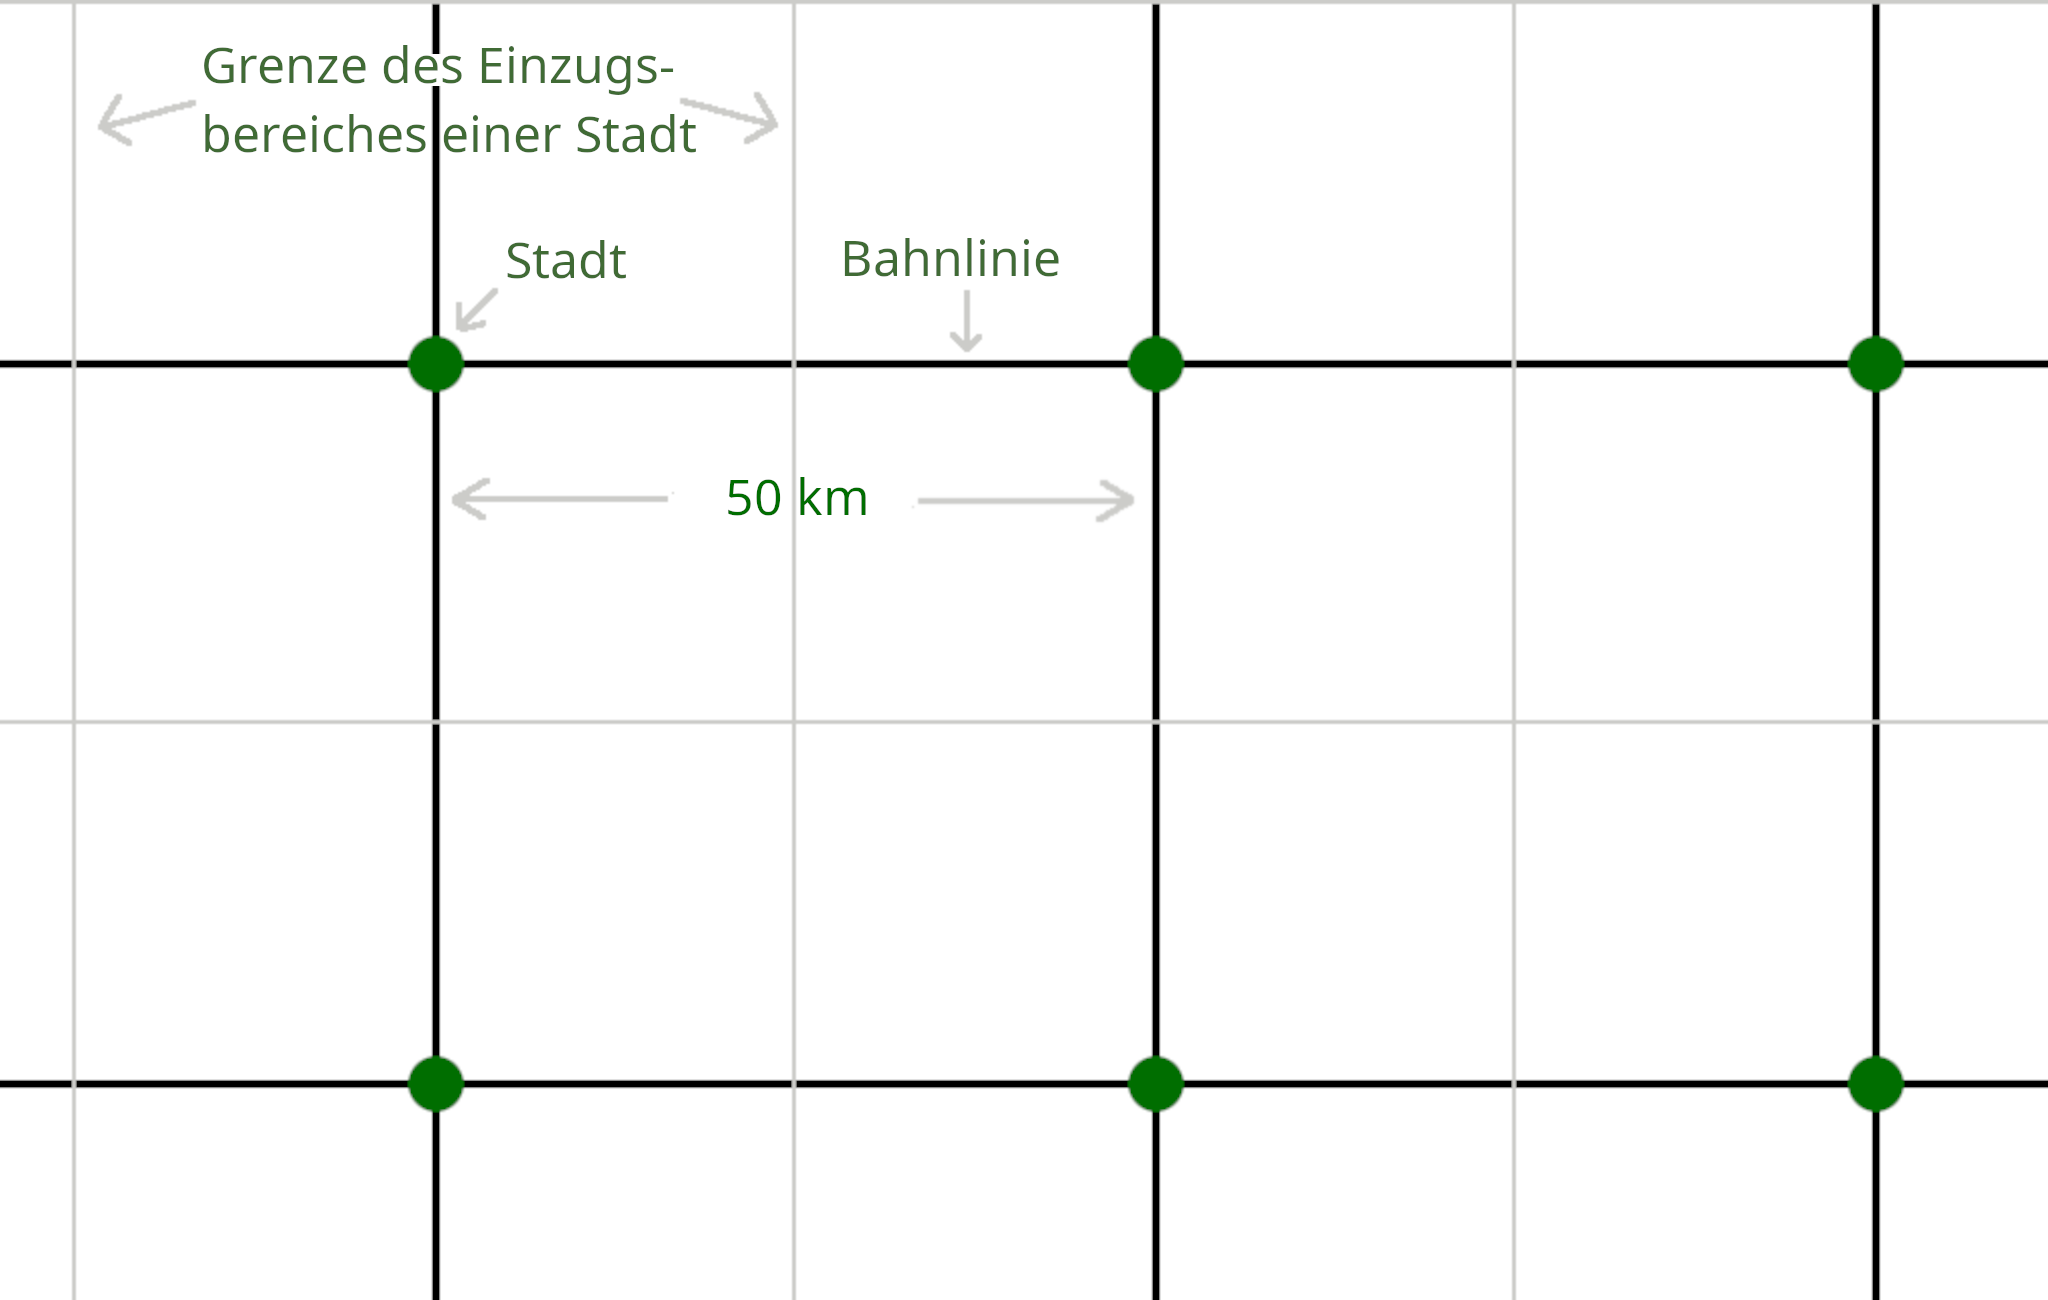 Grenze des Einzugs-
bereiches einer Stadt
Stadt
Bahnlinie
50 km